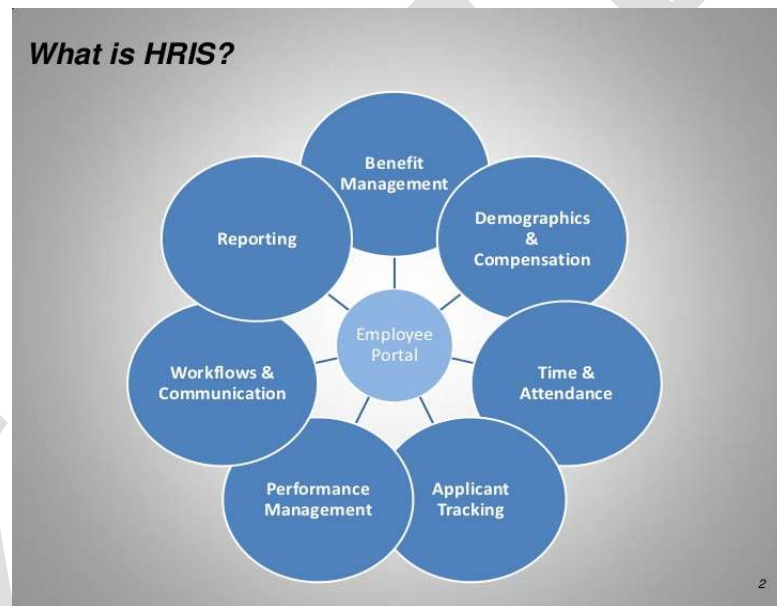 What is HRIS?
Benefit
Management
Demographics
&
Compensation
Time &
Attendance
Applicant
Tracking
Performance
Management
Workflows &
Communication
Reporting
Employee
Portal
2